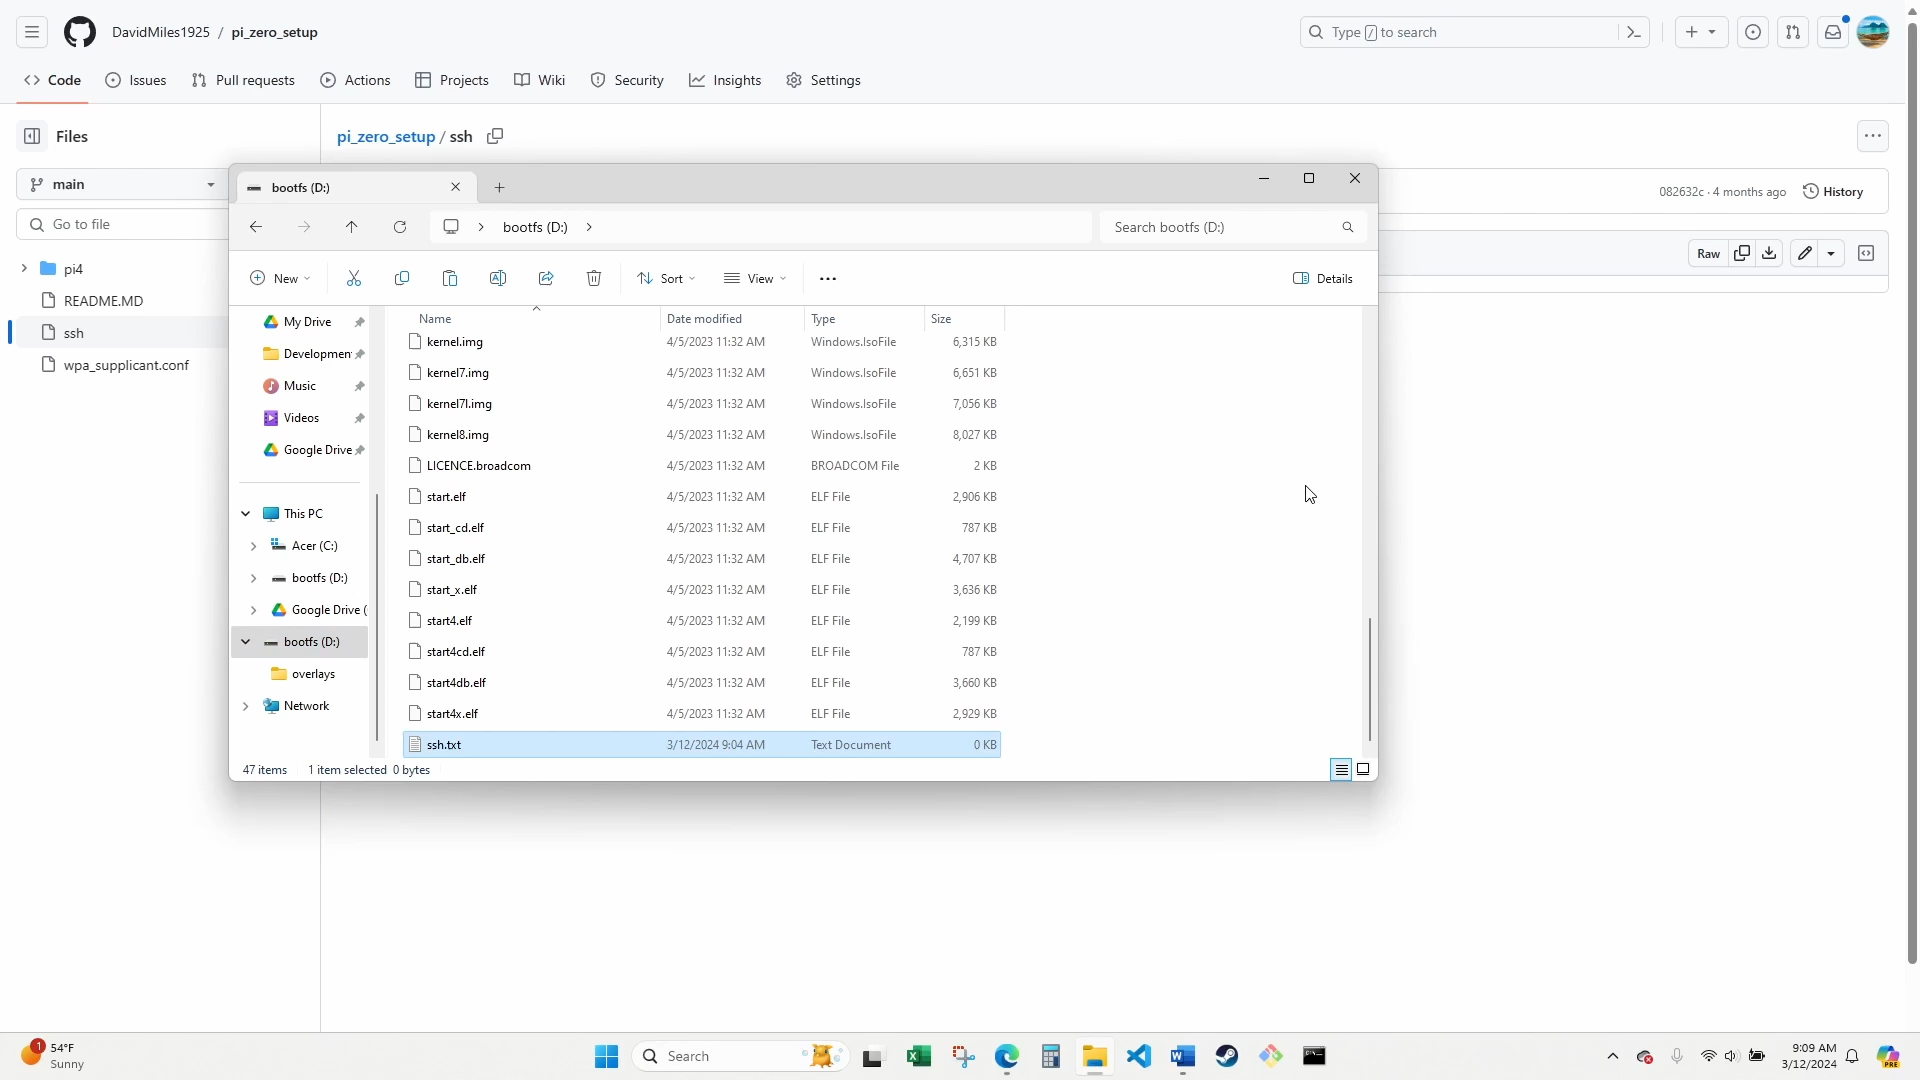 DavidMiles1925 / pi_zero_setup
Type / to search
Code Issues Pull requests Actions Projects Wiki Security Insights Settings
Files
pi_zero_setup / ssh
main
082632c · 4 months ago History
Go to file
Raw
pi4
README.MD
ssh
wpa_supplicant.conf
bootfs (D:)
bootfs (D:)
Search bootfs (D:)
New Sort View Details
My Drive
Developmen
Music
Videos
Google Drive
This PC
Acer (C:)
bootfs (D:)
Google Drive (
bootfs (D:)
overlays
Network
Name Date modified Type Size
kernel.img 4/5/2023 11:32 AM Windows.IsoFile 6,315 KB
kernel7.img 4/5/2023 11:32 AM Windows.IsoFile 6,651 KB
kernel7l.img 4/5/2023 11:32 AM Windows.IsoFile 7,056 KB
kernel8.img 4/5/2023 11:32 AM Windows.IsoFile 8,027 KB
LICENCE.broadcom 4/5/2023 11:32 AM BROADCOM File 2 KB
start.elf 4/5/2023 11:32 AM ELF File 2,906 KB
start_cd.elf 4/5/2023 11:32 AM ELF File 787 KB
start_db.elf 4/5/2023 11:32 AM ELF File 4,707 KB
start_x.elf 4/5/2023 11:32 AM ELF File 3,636 KB
start4.elf 4/5/2023 11:32 AM ELF File 2,199 KB
start4cd.elf 4/5/2023 11:32 AM ELF File 787 KB
start4db.elf 4/5/2023 11:32 AM ELF File 3,660 KB
start4x.elf 4/5/2023 11:32 AM ELF File 2,929 KB
ssh.txt 3/12/2024 9:04 AM Text Document 0 KB
47 items 1 item selected 0 bytes
1
54°F
Sunny
Search
9:09 AM
3/12/2024
PRE